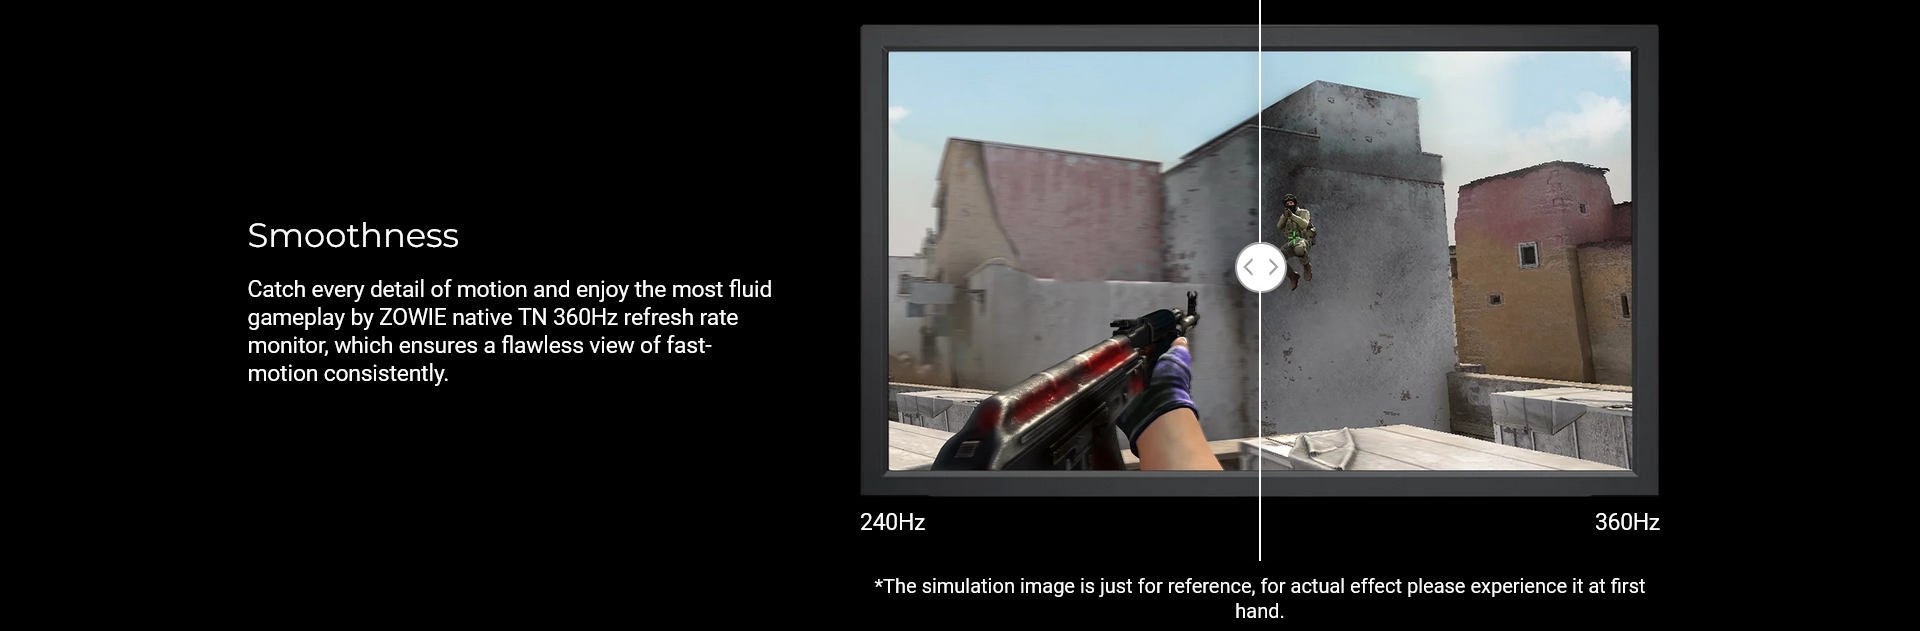 Smoothness
Catch every detail of motion and enjoy the most fluid
gameplay by ZOWIE native TN 360Hz refresh rate
monitor, which ensures a flawless view of fast-
motion consistently.
240Hz
360Hz
*The simulation image is just for reference, for actual effect please experience it at first
hand.